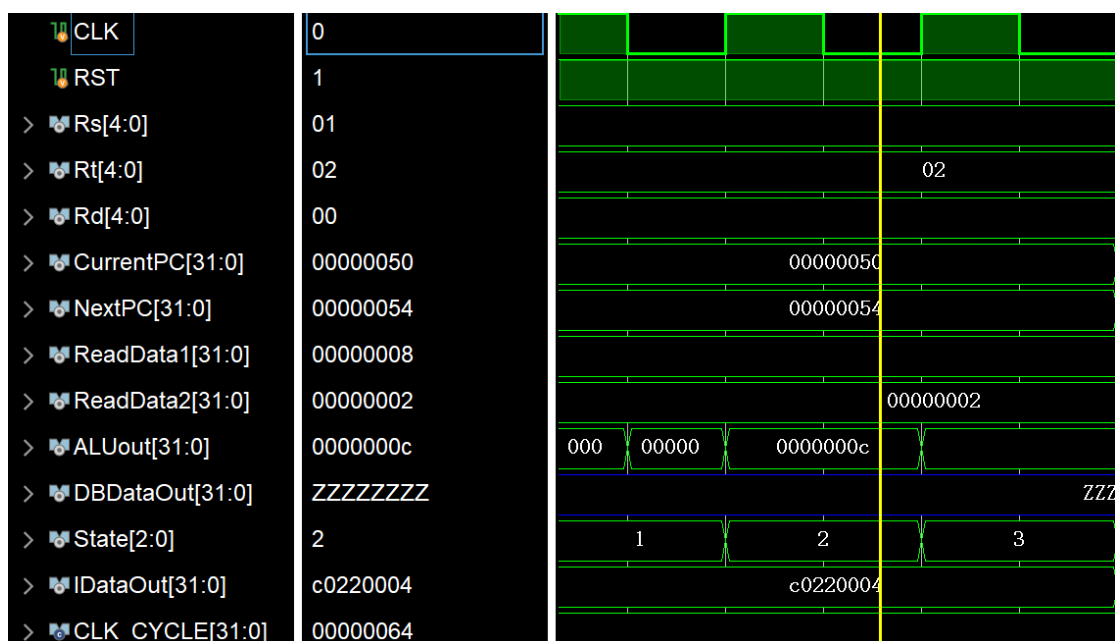 CLK 0
RST 1
Rs[4:0] 01
Rt[4:0] 02 02
Rd[4:0] 00
CurrentPC[31:0] 00000050 00000050
NextPC[31:0] 00000054 00000054
ReadData1[31:0] 00000008
ReadData2[31:0] 00000002 00000002
ALUout[31:0] 0000000c 000 00000 0000000c
DBDataOut[31:0] ZZZZZZZZ ZZZ
State[2:0] 2 1 2 3
IDataOut[31:0] c0220004 c0220004
CLK_CYCLE[31:0] 00000064